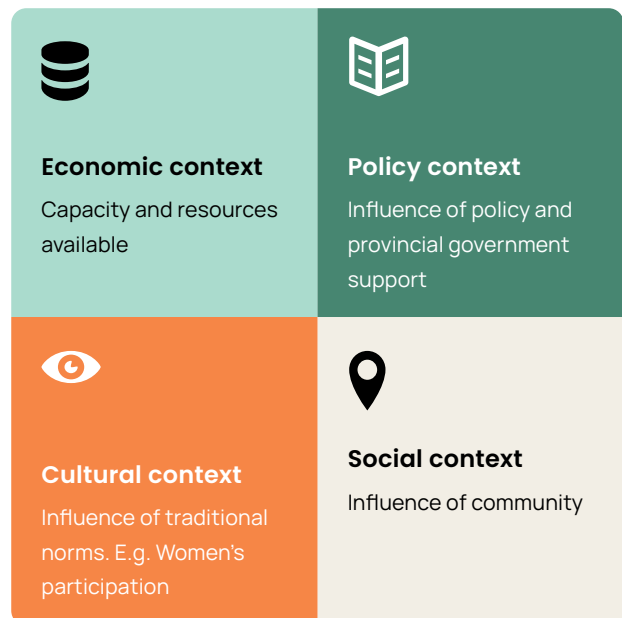 Economic context
Capacity and resources
available
Policy context
Influence of policy and
provincial government
support
Cultural context
Influence of traditional
norms. E.g. Women's
participation
Social context
Influence of community